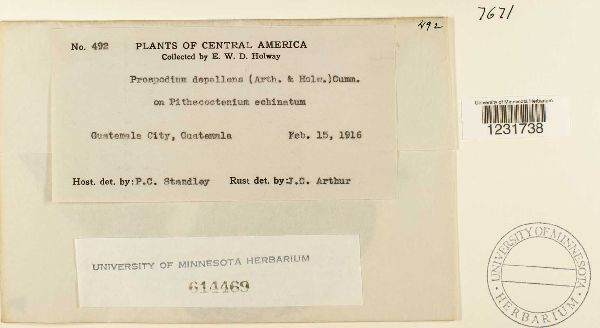 7671
492
No. 492 PLANTS OF CENTRAL AMERICA
Collected by E. W. D. Holway
Prospodium depallens (Arth. & Holw.)Cumm.
on Pithecoctenium echinatum
Guatemala City, Guatemala Feb. 15, 1916
Host. det. by: P.C. Standley Rust det. by: J.C. Arthur
University of Minnesota Herbarium
1231738
UNIVERSITY OF MINNESOTA HERBARIUM
614469
UNIVERSITY OF MINNESOTA
HERBARIUM